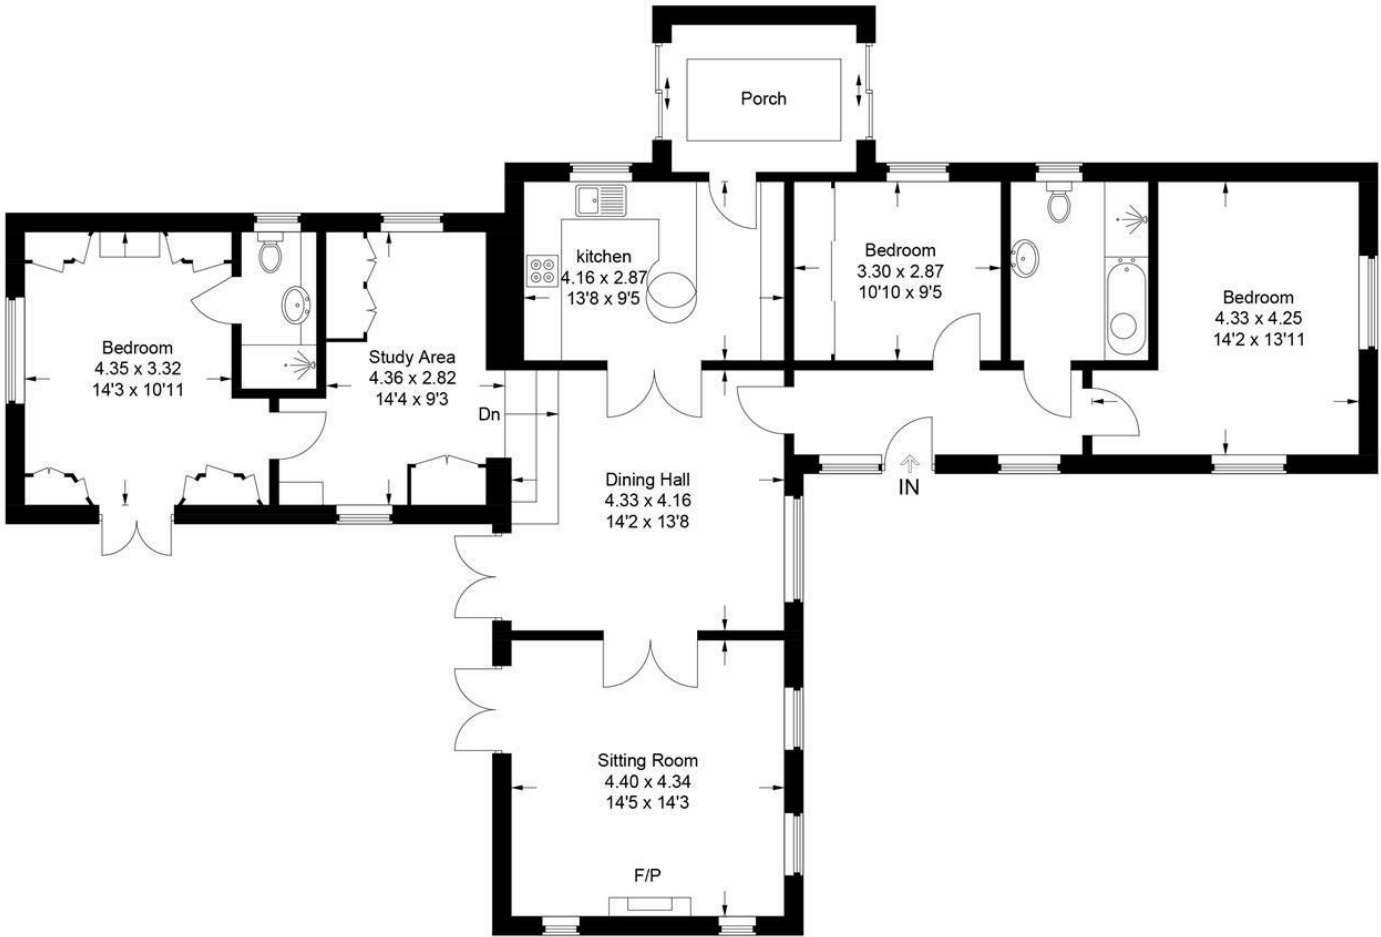 Porch
kitchen
4.16 x 2.87
13'8 x 9'5
Bedroom
3.30 x 2.87
10'10 x 9'5
Bedroom
4.33 x 4.25
14'2 x 13'11
Bedroom
4.35 x 3.32
14'3 x 10'11
Study Area
4.36 x 2.82
14'4 x 9'3
Dn
Dining Hall
4.33 x 4.16
14'2 x 13'8
IN
Sitting Room
4.40 x 4.34
14'5 x 14'3
F/P